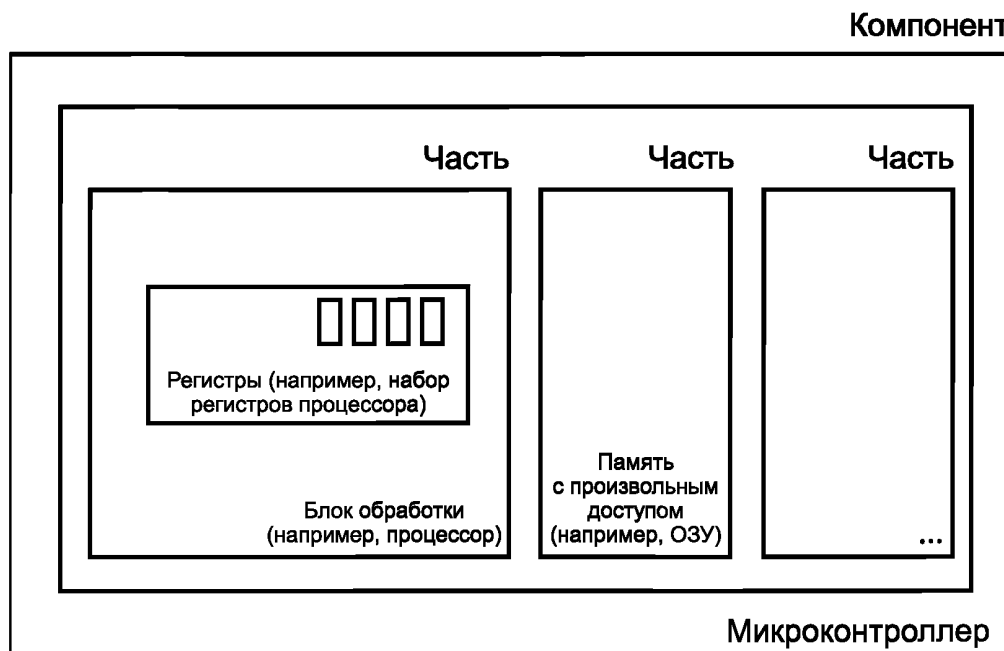 Компонент
Часть
Часть
Часть
Регистры (например, набор
регистров процессора)
Блок обработки
(например, процессор)
Память
с произвольным
доступом
(например, ОЗУ)
...
Микроконтроллер